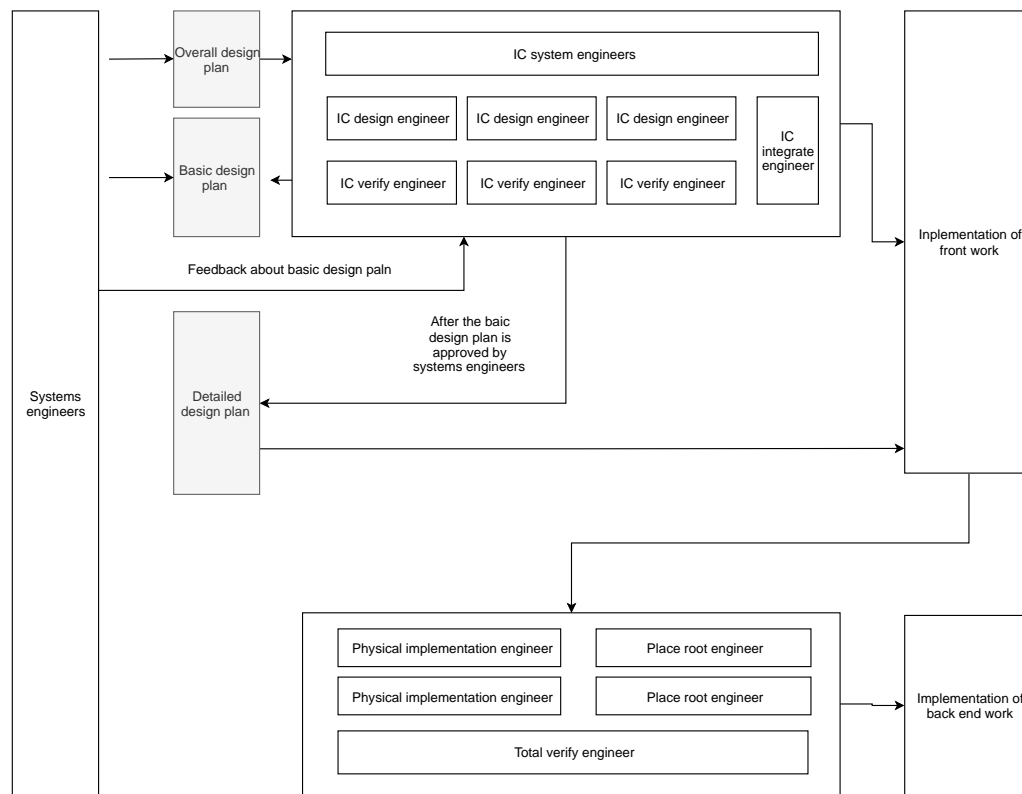 Overall design
plan
IC system engineers
IC design engineer
IC design engineer
IC design engineer
IC
integrate
engineer
Basic design
plan
IC verify engineer
IC verify engineer
IC verify engineer
Inplementation of
front work
Feedback about basic design paln
After the baic
design plan is
approved by
systems engineers
Systems
engineers
Detailed
design plan
Physical implementation engineer
Place root engineer
Physical implementation engineer
Place root engineer
Implementation of
back end work
Total verify engineer